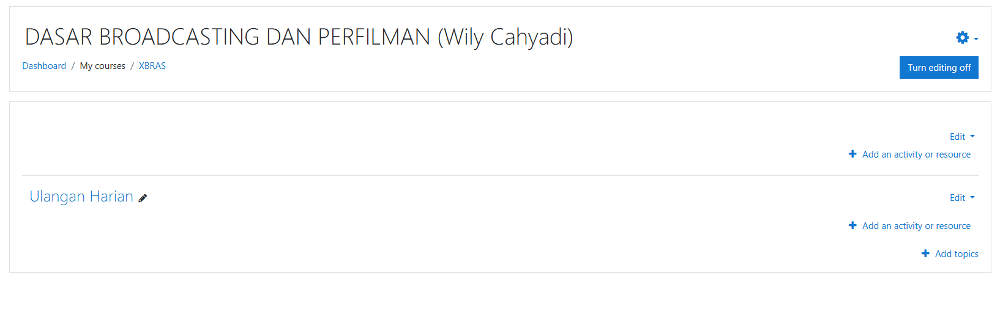 DASAR BROADCASTING DAN PERFILMAN (Wily Cahyadi)
Dashboard / My courses / XBRAS
Turn editing off
Edit
Add an activity or resource
Ulangan Harian
Edit
Add an activity or resource
Add topics